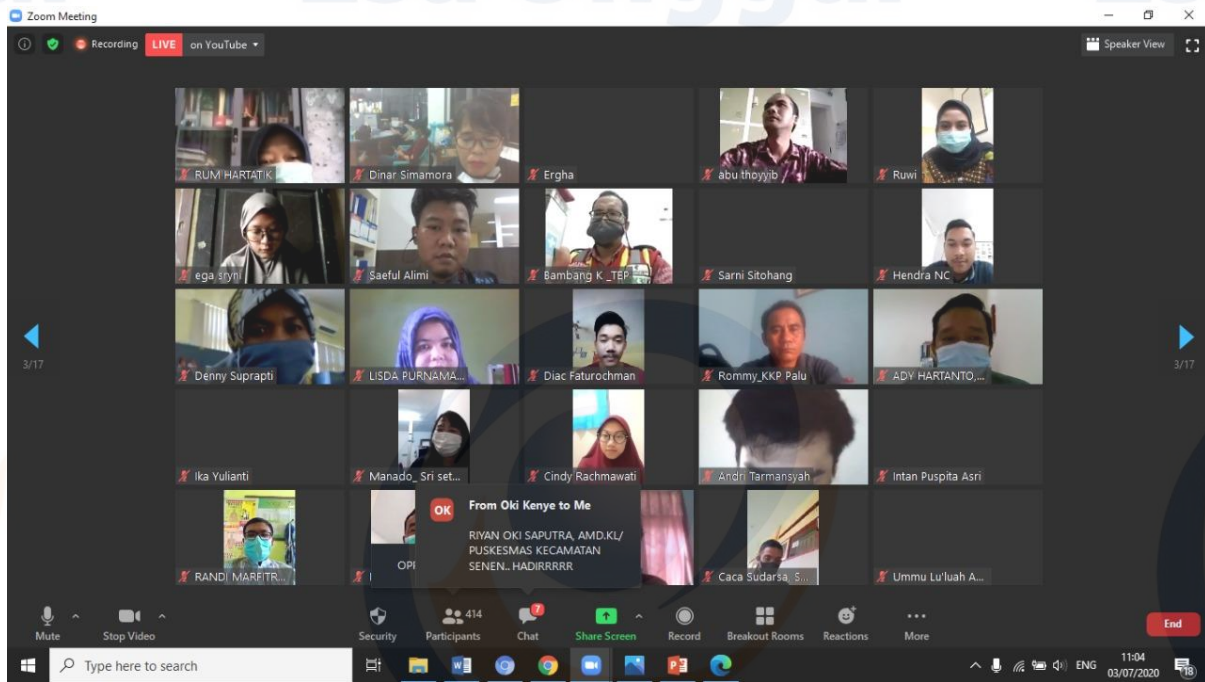 Esa Unggul
Zoom Meeting
Recording LIVE on YouTube
Speaker View
RUM HARTATIK
Dinar Simamora
Ergha
abu thoyyib
Ruwi
ega sryni
Saeful Alimi
Bambang K _TEP
Sarni Sitohang
Hendra NC
3/17
Denny Suprapti
LISDA PURNAMA...
Diac Faturochman
Rommy_KKP Palu
ADY HARTANTO,...
3/17
Ika Yulianti
Manado_ Sri set...
Cindy Rachmawati
Andri Tarmansyah
Intan Puspita Asri
OK
From Oki Kenye to Me
RIYAN OKI SAPUTRA, AMD.KL/
PUSKESMAS KECAMATAN
SENEN.. HADIRRRRR
RANDI MARFITR...
Caca Sudarsa_S...
Ummu Lu'luah A...
Mute
Stop Video
Security
414
Participants
7
Chat
Share Screen
Record
Breakout Rooms
Reactions
More
End
Type here to search
ENG
11:04
03/07/2020
18